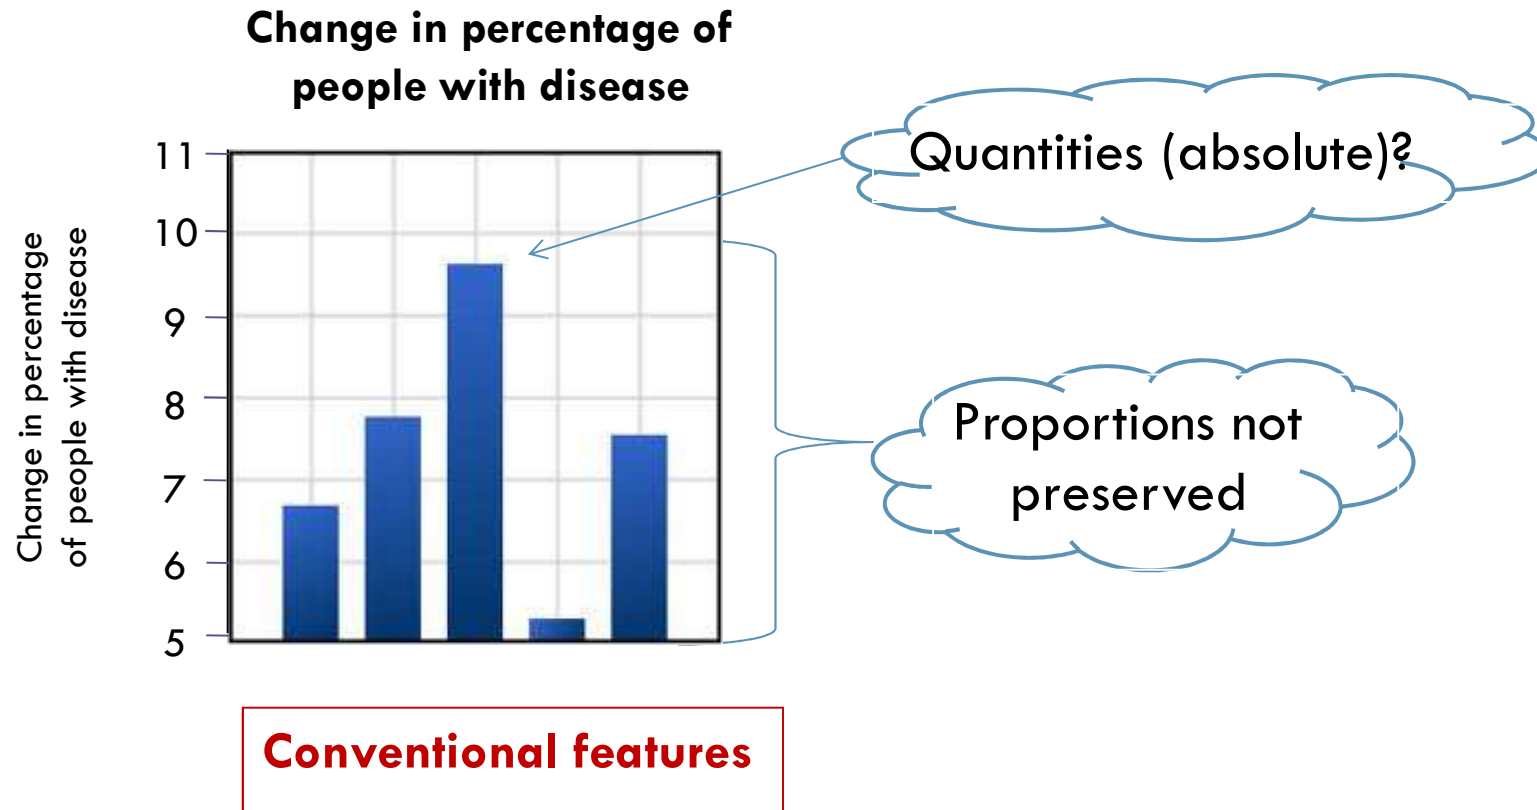 Change in percentage of
people with disease
Change in percentage
of people with disease
11
10
9
8
7
6
5
Quantities (absolute)?
Proportions not
preserved
Conventional features